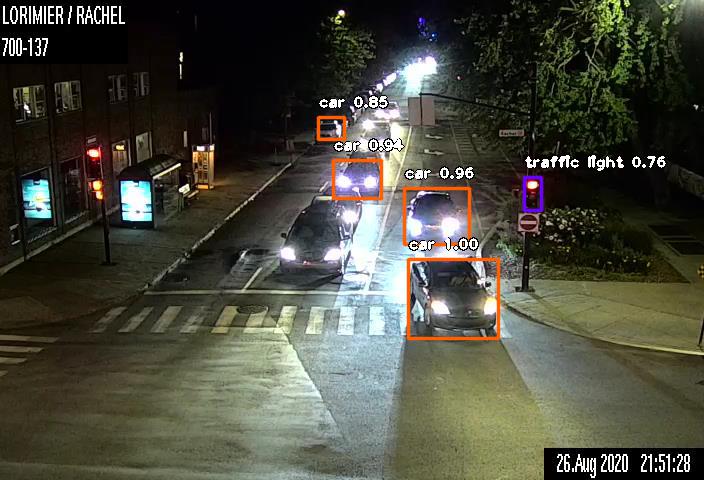 LORIMIER / RACHEL
700-137
car 0.85
car 0.94
car 0.96
traffic light 0.76
car 1.00
26.Aug 2020 21:51:28